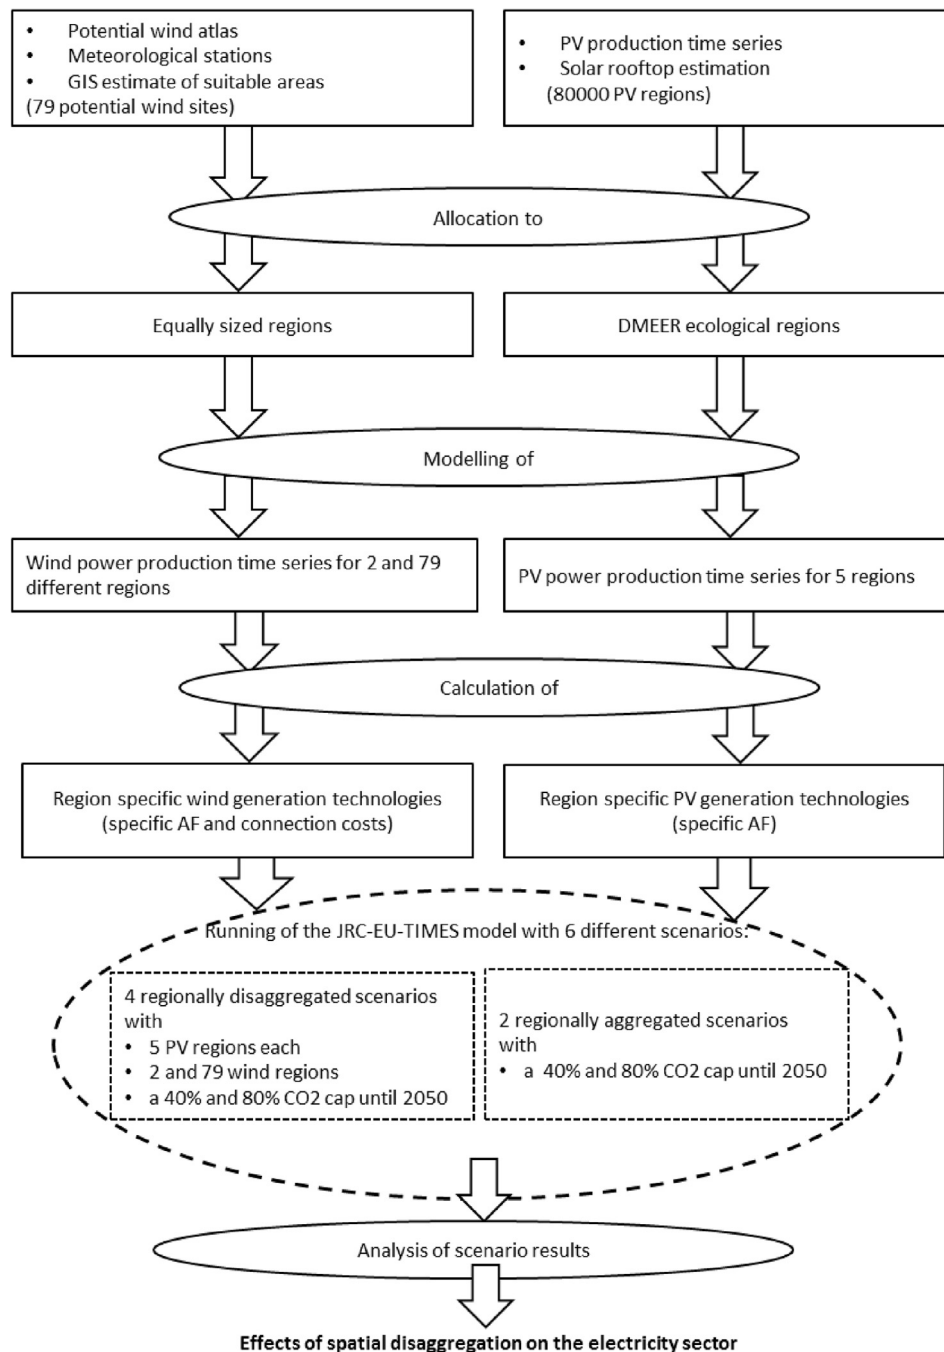 • Potential wind atlas
• Meteorological stations
• GIS estimate of suitable areas
(79 potential wind sites)
• PV production time series
• Solar rooftop estimation
(80000 PV regions)
Allocation to
Equally sized regions
DMEER ecological regions
Modelling of
Wind power production time series for 2 and 79
different regions
PV power production time series for 5 regions
Calculation of
Region specific wind generation technologies
(specific AF and connection costs)
Region specific PV generation technologies
(specific AF)
Running of the JRC-EU-TIMES model with 6 different scenarios:
4 regionally disaggregated scenarios
with
• 5 PV regions each
• 2 and 79 wind regions
• a 40% and 80% CO2 cap until 2050
2 regionally aggregated scenarios
with
• a 40% and 80% CO2 cap until 2050
Analysis of scenario results
Effects of spatial disaggregation on the electricity sector